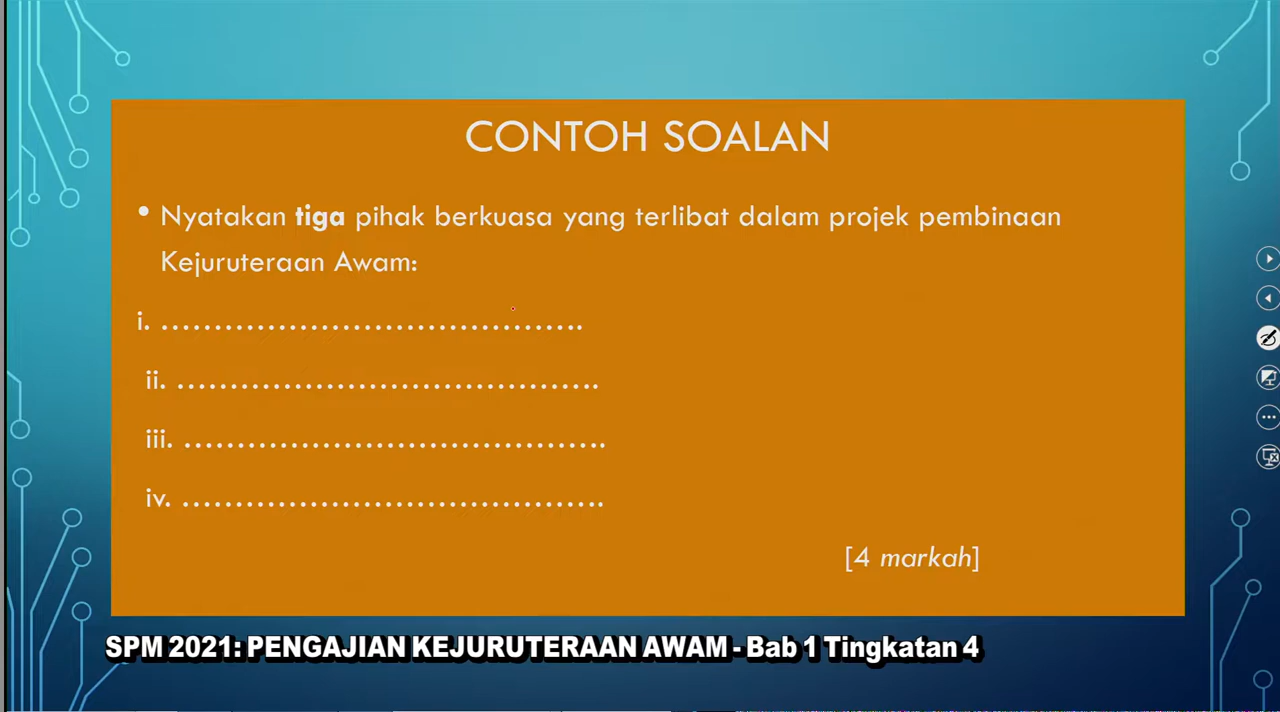 CONTOH SOALAN
• Nyatakan tiga pihak berkuasa yang terlibat dalam projek pembinaan
Kejuruteraan Awam:
i. ………………………………….
ii. ………………………………….
iii. ………………………………….
iv. ………………………………….
[4 markah]
SPM 2021: PENGAJIAN KEJURUTERAAN AWAM - Bab 1 Tingkatan 4